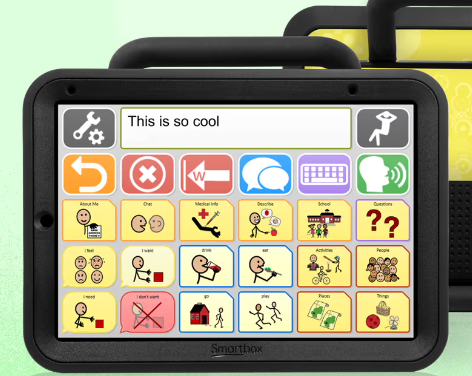 This is so cool
W
About Me
Chat
Medical Info
Describe
School
Questions
??
I feel
I want
drink
eat
Activities
People
I need
I don't want
go
play
Places
Things
Smartbox